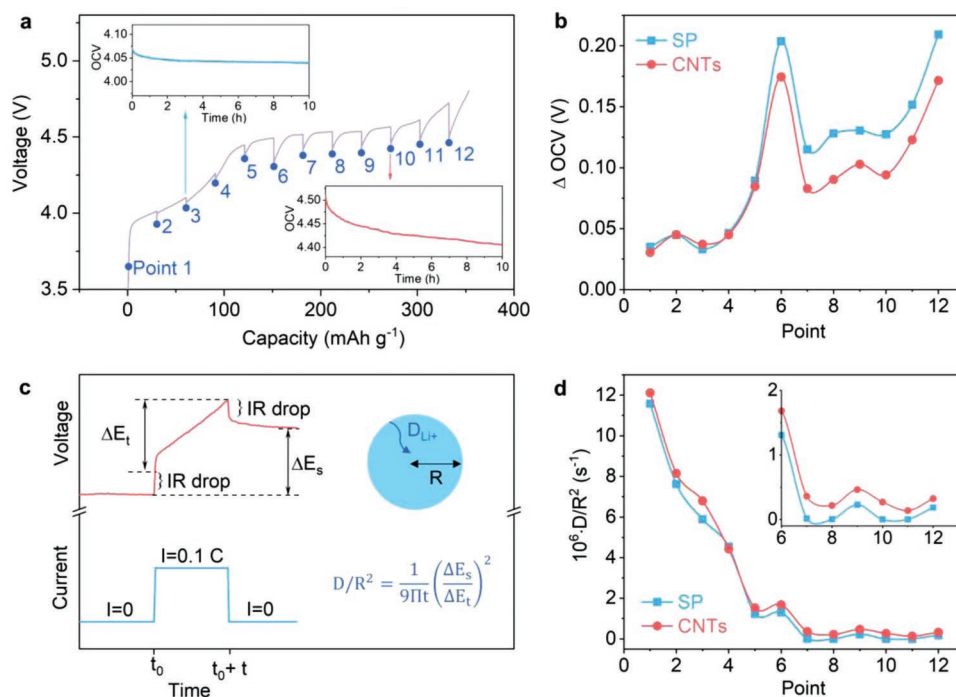 a
4.10
4.05
4.00
OCV
0
2
4
6
8
10
Time (h)
Voltage (V)
5.0
4.5
4.0
3.5
Point 1
2
3
4
5
6
7
8
9
10
11
12
4.50
4.45
4.40
OCV
0
2
4
6
8
10
Time (h)
0
100
200
300
400
Capacity (mAh g⁻¹)
b
SP
CNTs
Δ OCV (V)
0.20
0.15
0.10
0.05
0.00
0
2
4
6
8
10
12
Point
c
Voltage
ΔEₜ
IR drop
IR drop
ΔEₛ
D_Li+
R
Current
I=0.1 C
I=0
I=0
D/R² = 1/9Πt (ΔEₛ/ΔEₜ)²
t₀
t₀+ t
Time
d
10⁶·D/R² (s⁻¹)
12
10
8
6
4
2
0
2
1
0
6
8
10
12
SP
CNTs
0
2
4
6
8
10
12
Point